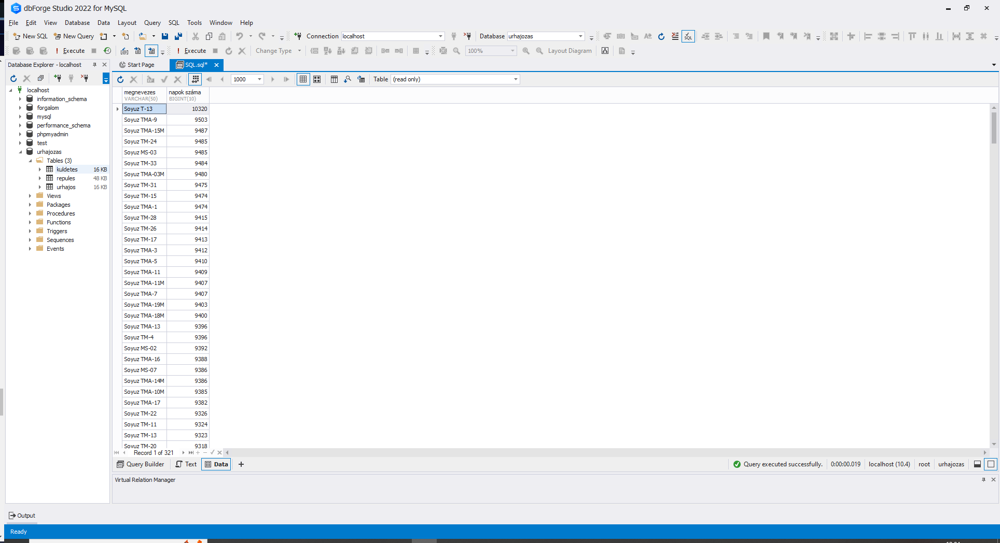 dbForge Studio 2022 for MySQL
File Edit View Database Data Layout Query SQL Tools Window Help
New SQL New Query Connection localhost Database urhajozas SQL
Execute Execute Change Type 100% Layout Diagram
Database Explorer - localhost
Start Page SQL.sql*
1000 Table (read only)
localhost
information_schema
forgalom
mysql
performance_schema
phpmyadmin
test
urhajozas
Tables (3)
kuldetes 16 KB
repules 48 KB
urhajos 16 KB
Views
Packages
Procedures
Functions
Triggers
Sequences
Events
megnevezes napok száma
VARCHAR(50) BIGINT(10)
Soyuz T-13 10320
Soyuz TMA-9 9503
Soyuz TMA-15M 9487
Soyuz TM-24 9485
Soyuz MS-03 9485
Soyuz TM-33 9484
Soyuz TMA-03M 9480
Soyuz TM-31 9475
Soyuz TM-15 9474
Soyuz TMA-1 9474
Soyuz TM-28 9415
Soyuz TM-26 9414
Soyuz TM-17 9413
Soyuz TMA-3 9412
Soyuz TMA-5 9410
Soyuz TMA-11 9409
Soyuz TMA-11M 9407
Soyuz TMA-7 9407
Soyuz TMA-19M 9403
Soyuz TMA-18M 9400
Soyuz TMA-13 9396
Soyuz TM-4 9396
Soyuz MS-02 9392
Soyuz TMA-16 9388
Soyuz MS-07 9386
Soyuz TMA-14M 9386
Soyuz TMA-10M 9385
Soyuz TMA-17 9382
Soyuz TM-22 9326
Soyuz TM-11 9324
Soyuz TM-13 9323
Soyuz TM-20 9318
Record 1 of 321
Query Builder Text Data Query executed successfully. 0:00:00.019 localhost (10.4) root urhajozas
Virtual Relation Manager
Output
Ready